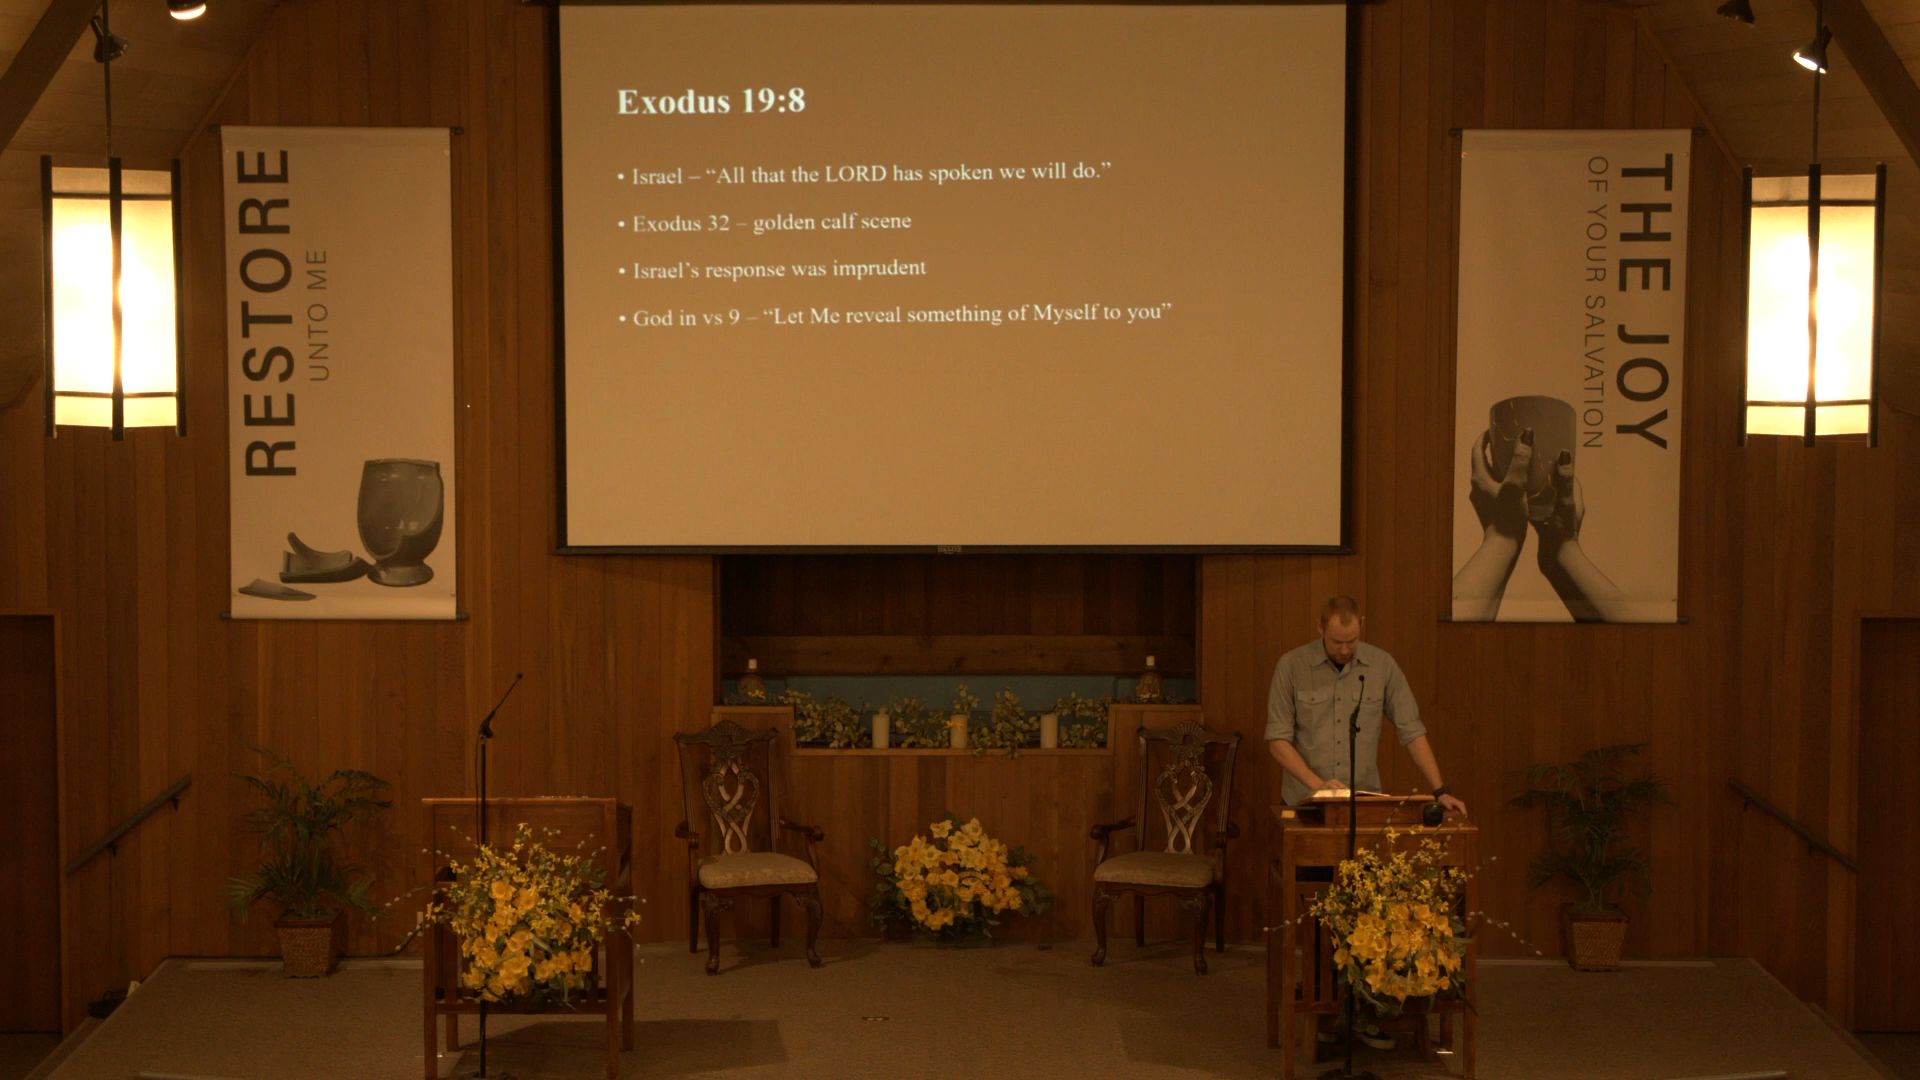 Exodus 19:8
• Israel – “All that the LORD has spoken we will do.”
• Exodus 32 – golden calf scene
• Israel’s response was imprudent
• God in vs 9 – “Let Me reveal something of Myself to you”
RESTORE
UNTO ME
THE JOY
OF YOUR SALVATION